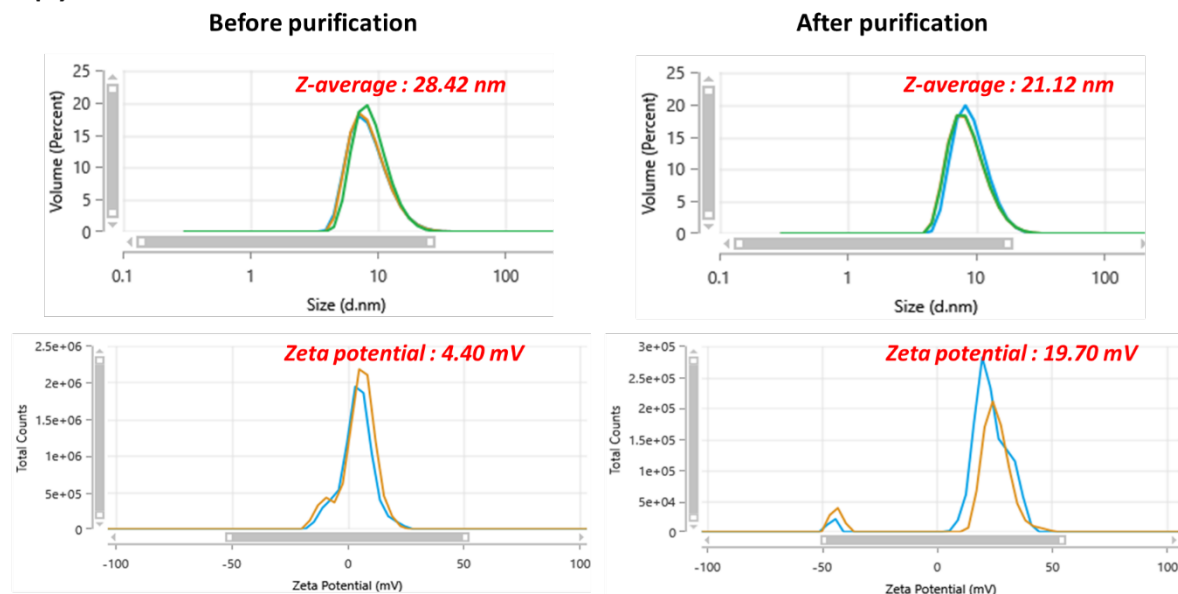 Before purification
After purification
Z-average : 28.42 nm
25
20
15
10
5
0
Volume (Percent)
0.1 1 10 100
Size (d.nm)
Z-average : 21.12 nm
25
20
15
10
5
0
Volume (Percent)
0.1 1 10 100
Size (d.nm)
Zeta potential : 4.40 mV
2.5e+06
2e+06
1.5e+06
1e+06
5e+05
0
Total Counts
-100 -50 0 50 100
Zeta Potential (mV)
Zeta potential : 19.70 mV
3e+05
2e+05
2e+05
1.5e+05
1e+05
5e+04
0
Total Counts
-100 -50 0 50 100
Zeta Potential (mV)